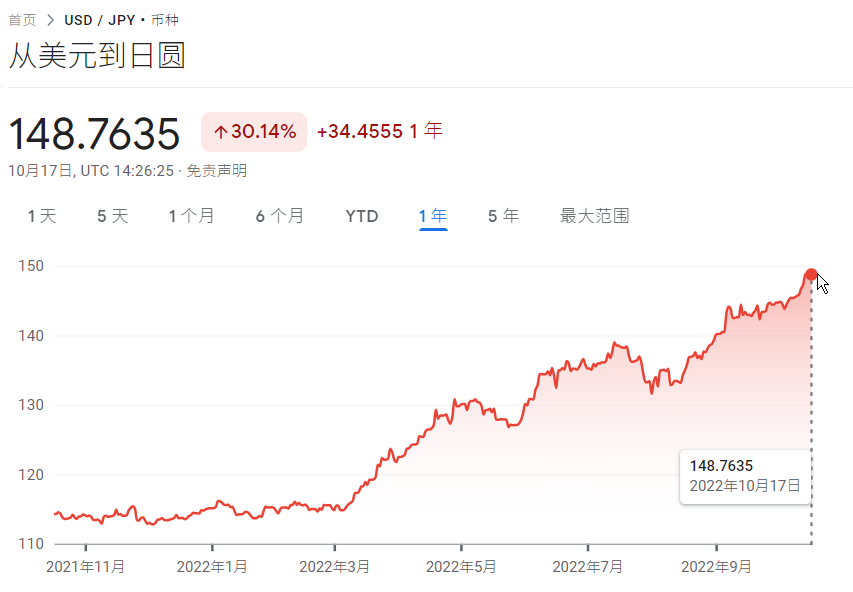 首页 > USD / JPY • 币种
从美元到日圆
148.7635 ↑30.14% +34.4555 1 年
10月17日, UTC 14:26:25 · 免责声明
1 天 5 天 1 个月 6 个月 YTD 1 年 5 年 最大范围
150
140
130
120
110
148.7635
2022年10月17日
2021年11月 2022年1月 2022年3月 2022年5月 2022年7月 2022年9月